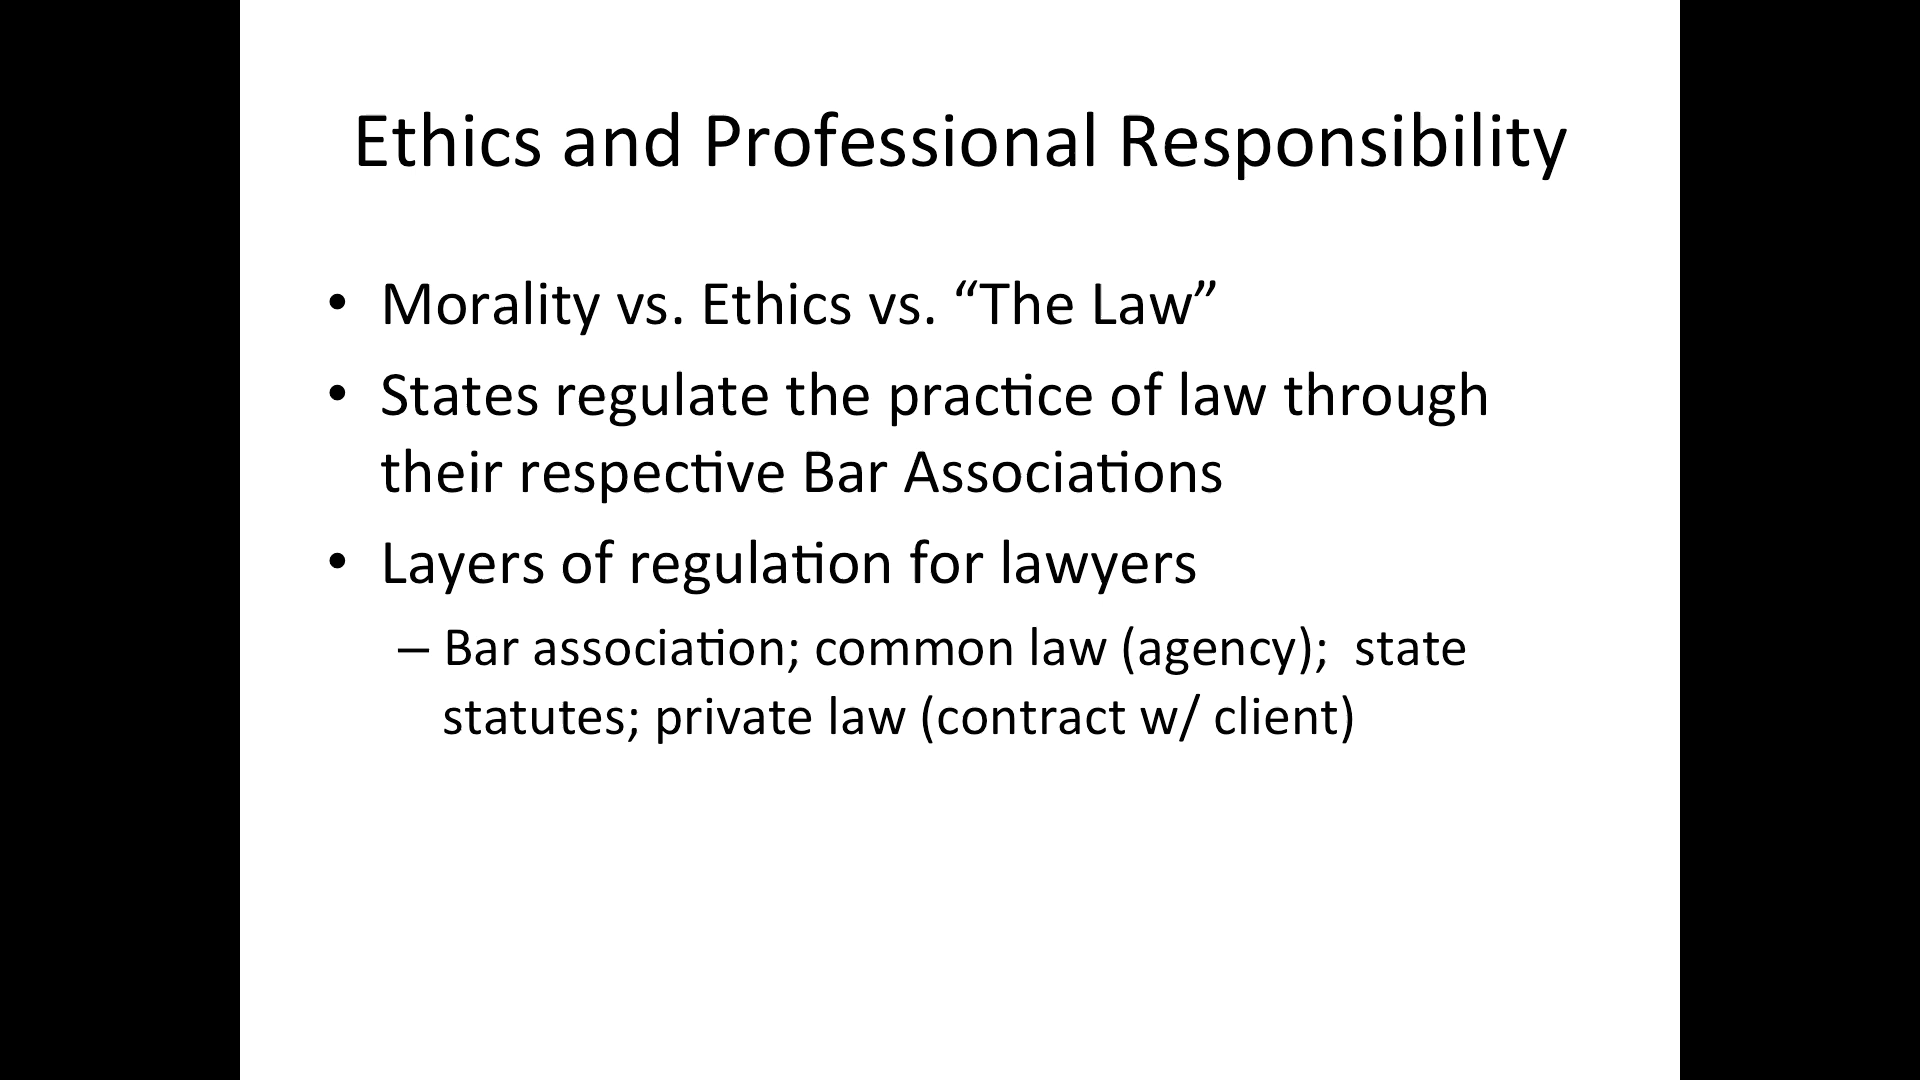 Ethics and Professional Responsibility
• Morality vs. Ethics vs. “The Law”
• States regulate the practice of law through
their respective Bar Associations
• Layers of regulation for lawyers
– Bar association; common law (agency);  state
statutes; private law (contract w/ client)